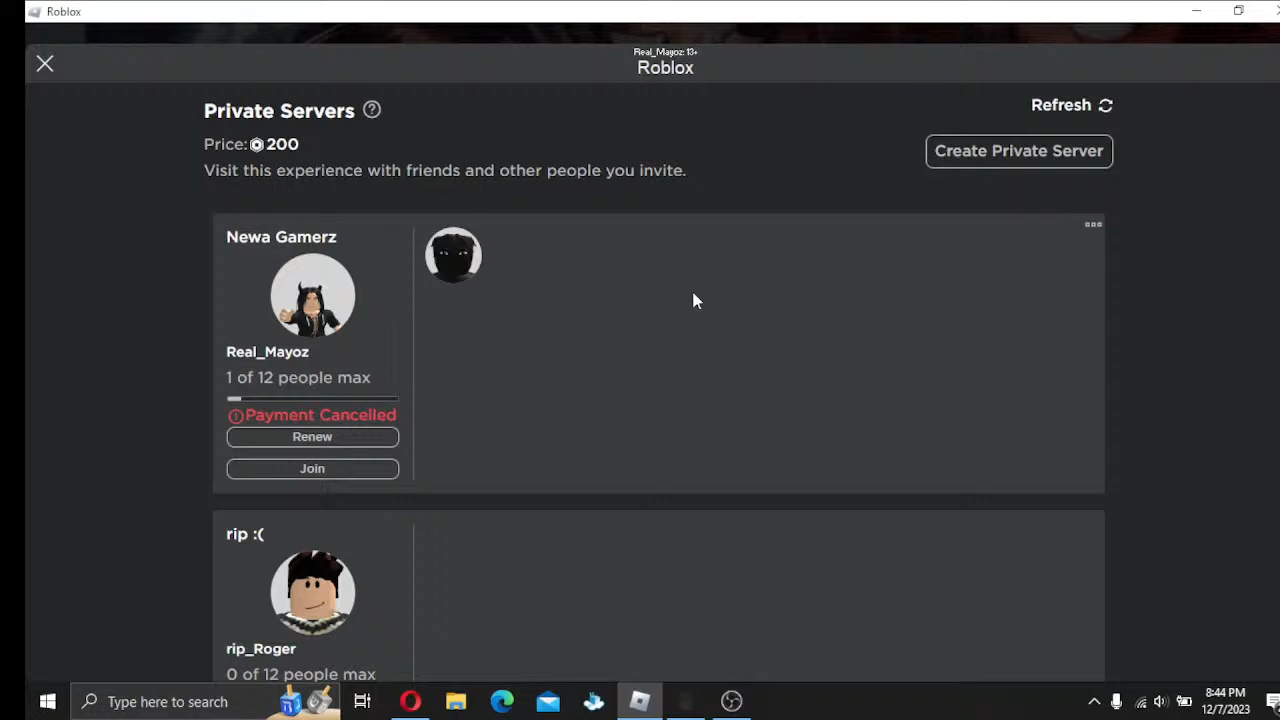 Roblox
Real_Mayoz: 13+
Roblox
Private Servers
Refresh
Price: 200
Create Private Server
Visit this experience with friends and other people you invite.
Newa Gamerz
Real_Mayoz
1 of 12 people max
Payment Cancelled
Renew
Join
rip :(
rip_Roger
0 of 12 people max
Type here to search
8:44 PM
12/7/2023